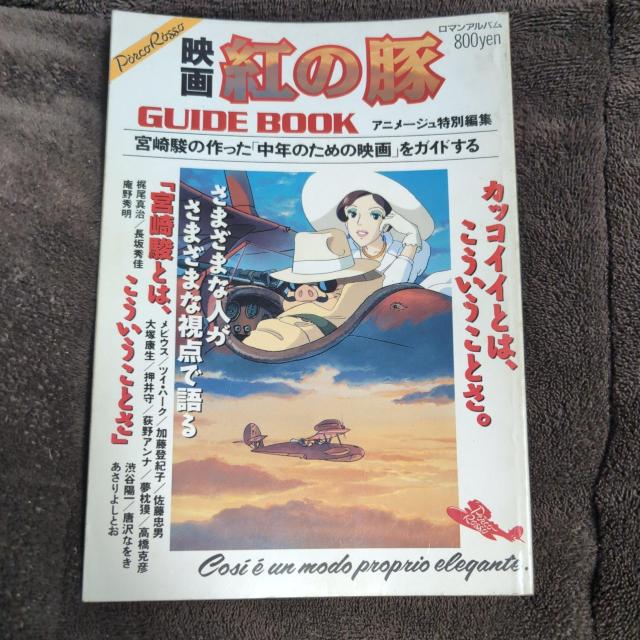 Porco Rosso
ロマンアルバム
800yen
映画
紅の豚
GUIDE BOOK
アニメージュ特別編集
宮崎駿の作った「中年のための映画」をガイドする
カッコイイとは、
こういうことさ。
さまざまな人が
さまざまな視点で語る
「宮崎駿とは、
こういうことさ」
梶尾真治/長坂秀佳
庵野秀明
メビウス/ツイ・ハーク/加藤登紀子/佐藤忠男
大塚康生/押井守/荻野アンナ/夢枕獏/高橋克彦
渋谷陽一/唐沢なをき
あさりよしとお
Porco
Rosso
Cosí é un modo proprio elegante.